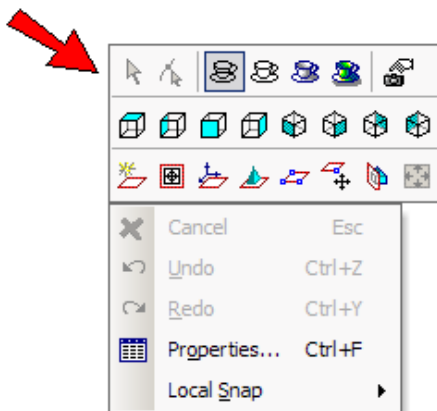 Cancel Esc
Undo Ctrl+Z
Redo Ctrl+Y
Properties... Ctrl+F
Local Snap